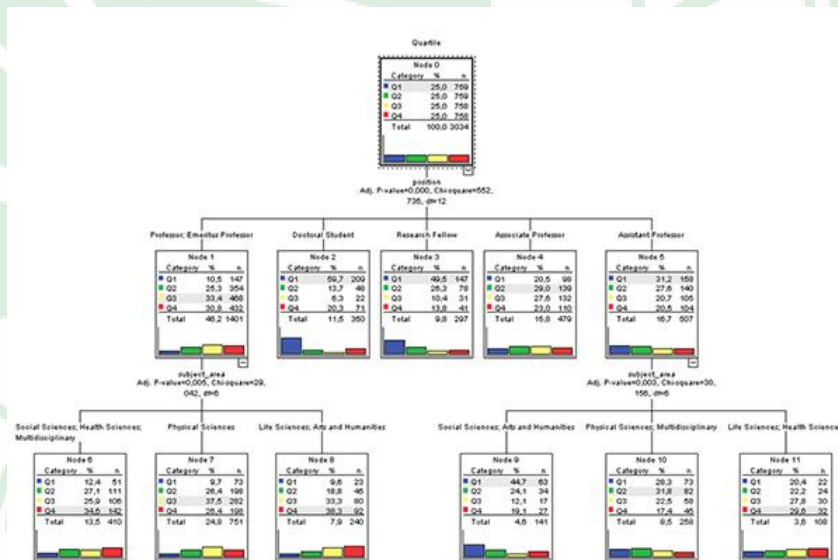 Quartile
Node 0
Category % n
Q1 25,0 759
Q2 25,0 759
Q3 25,0 758
Q4 25,0 758
Total 100,0 3034
position
Adj. P-value=0,000, Chi-square=552,
735, df=12
Professor; Emeritus Professor
Node 1
Category % n
Q1 10,5 147
Q2 25,3 354
Q3 33,4 468
Q4 30,8 432
Total 46,2 1401
Doctoral Student
Node 2
Category % n
Q1 59,7 209
Q2 13,7 48
Q3 6,3 22
Q4 20,3 71
Total 11,5 350
Research Fellow
Node 3
Category % n
Q1 49,5 147
Q2 26,3 78
Q3 10,4 31
Q4 13,8 41
Total 9,8 297
Associate Professor
Node 4
Category % n
Q1 20,5 98
Q2 29,0 139
Q3 27,6 132
Q4 23,0 110
Total 15,8 479
Assistant Professor
Node 5
Category % n
Q1 31,2 158
Q2 27,6 140
Q3 20,7 105
Q4 20,5 104
Total 16,7 507
subject_area
Adj. P-value=0,005, Chi-square=29,
042, df=6
subject_area
Adj. P-value=0,003, Chi-square=30,
156, df=6
Social Sciences; Health Sciences;
Multidisciplinary
Node 6
Category % n
Q1 12,4 51
Q2 27,1 111
Q3 25,9 106
Q4 34,6 142
Total 13,5 410
Physical Sciences
Node 7
Category % n
Q1 9,7 73
Q2 26,4 198
Q3 37,5 282
Q4 26,4 198
Total 24,8 751
Life Sciences; Arts and Humanities
Node 8
Category % n
Q1 9,6 23
Q2 18,8 45
Q3 33,3 80
Q4 38,3 92
Total 7,9 240
Social Sciences; Arts and Humanities
Node 9
Category % n
Q1 44,7 63
Q2 24,1 34
Q3 12,1 17
Q4 19,1 27
Total 4,6 141
Physical Sciences; Multidisciplinary
Node 10
Category % n
Q1 28,3 73
Q2 31,8 82
Q3 22,5 58
Q4 17,4 45
Total 8,5 258
Life Sciences; Health Science
Node 11
Category % n
Q1 20,4 22
Q2 22,2 24
Q3 27,8 30
Q4 29,6 32
Total 3,6 108